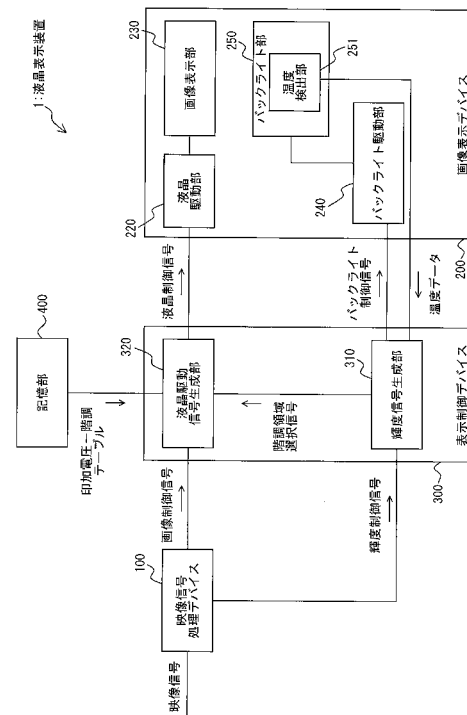 1:液晶表示装置
400
記憶部
印加電圧ー階調
テーブル
映像信号
100
映像信号
処理デバイス
画像制御信号
輝度制御信号
320
液晶駆動
信号生成部
階調領域
選択信号
310
輝度信号生成部
300
表示制御デバイス
液晶制御信号
バックライト
制御信号
温度データ
220
液晶
駆動部
230
画像表示部
250
バックライト部
251
温度
検出部
240
バックライト駆動部
200
画像表示デバイス